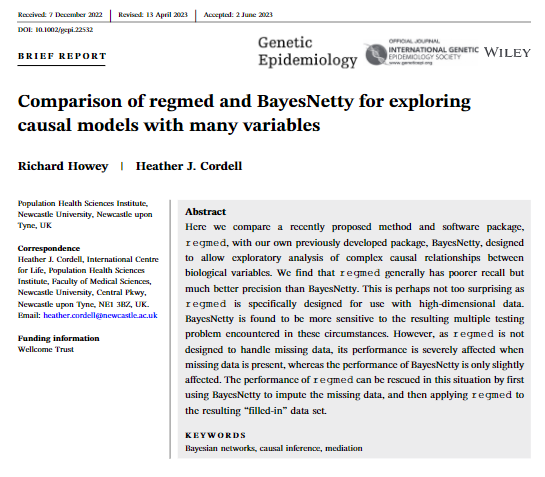 Received: 7 December 2022 | Revised: 13 April 2023 | Accepted: 2 June 2023
DOI: 10.1002/gepi.22532
BRIEF REPORT
Genetic
Epidemiology
OFFICIAL JOURNAL
INTERNATIONAL GENETIC
EPIDEMIOLOGY SOCIETY
www.geneticepi.org
WILEY
Comparison of regmed and BayesNetty for exploring
causal models with many variables
Richard Howey | Heather J. Cordell
Population Health Sciences Institute,
Newcastle University, Newcastle upon
Tyne, UK
Correspondence
Heather J. Cordell, International Centre
for Life, Population Health Sciences
Institute, Faculty of Medical Sciences,
Newcastle University, Central Pkwy,
Newcastle upon Tyne, NE1 3BZ, UK.
Email: heather.cordell@newcastle.ac.uk
Funding information
Wellcome Trust
Abstract
Here we compare a recently proposed method and software package,
regmed, with our own previously developed package, BayesNetty, designed
to allow exploratory analysis of complex causal relationships between
biological variables. We find that regmed generally has poorer recall but
much better precision than BayesNetty. This is perhaps not too surprising as
regmed is specifically designed for use with high-dimensional data.
BayesNetty is found to be more sensitive to the resulting multiple testing
problem encountered in these circumstances. However, as regmed is not
designed to handle missing data, its performance is severely affected when
missing data is present, whereas the performance of BayesNetty is only slightly
affected. The performance of regmed can be rescued in this situation by first
using BayesNetty to impute the missing data, and then applying regmed to
the resulting “filled-in” data set.
KEYWORDS
Bayesian networks, causal inference, mediation